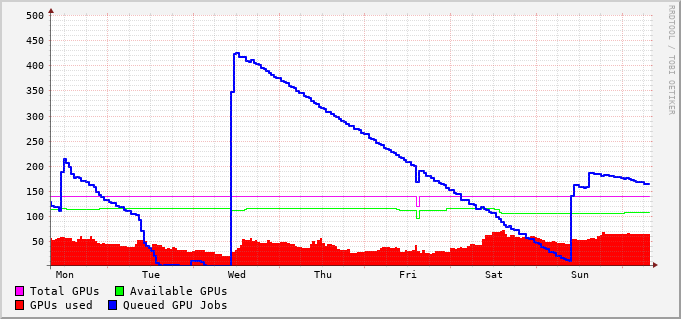 500
450
400
350
300
250
200
150
100
50
Mon Tue Wed Thu Fri Sat Sun
Total GPUs Available GPUs
GPUs used Queued GPU Jobs
RRDTOOL / TOBI OETIKER